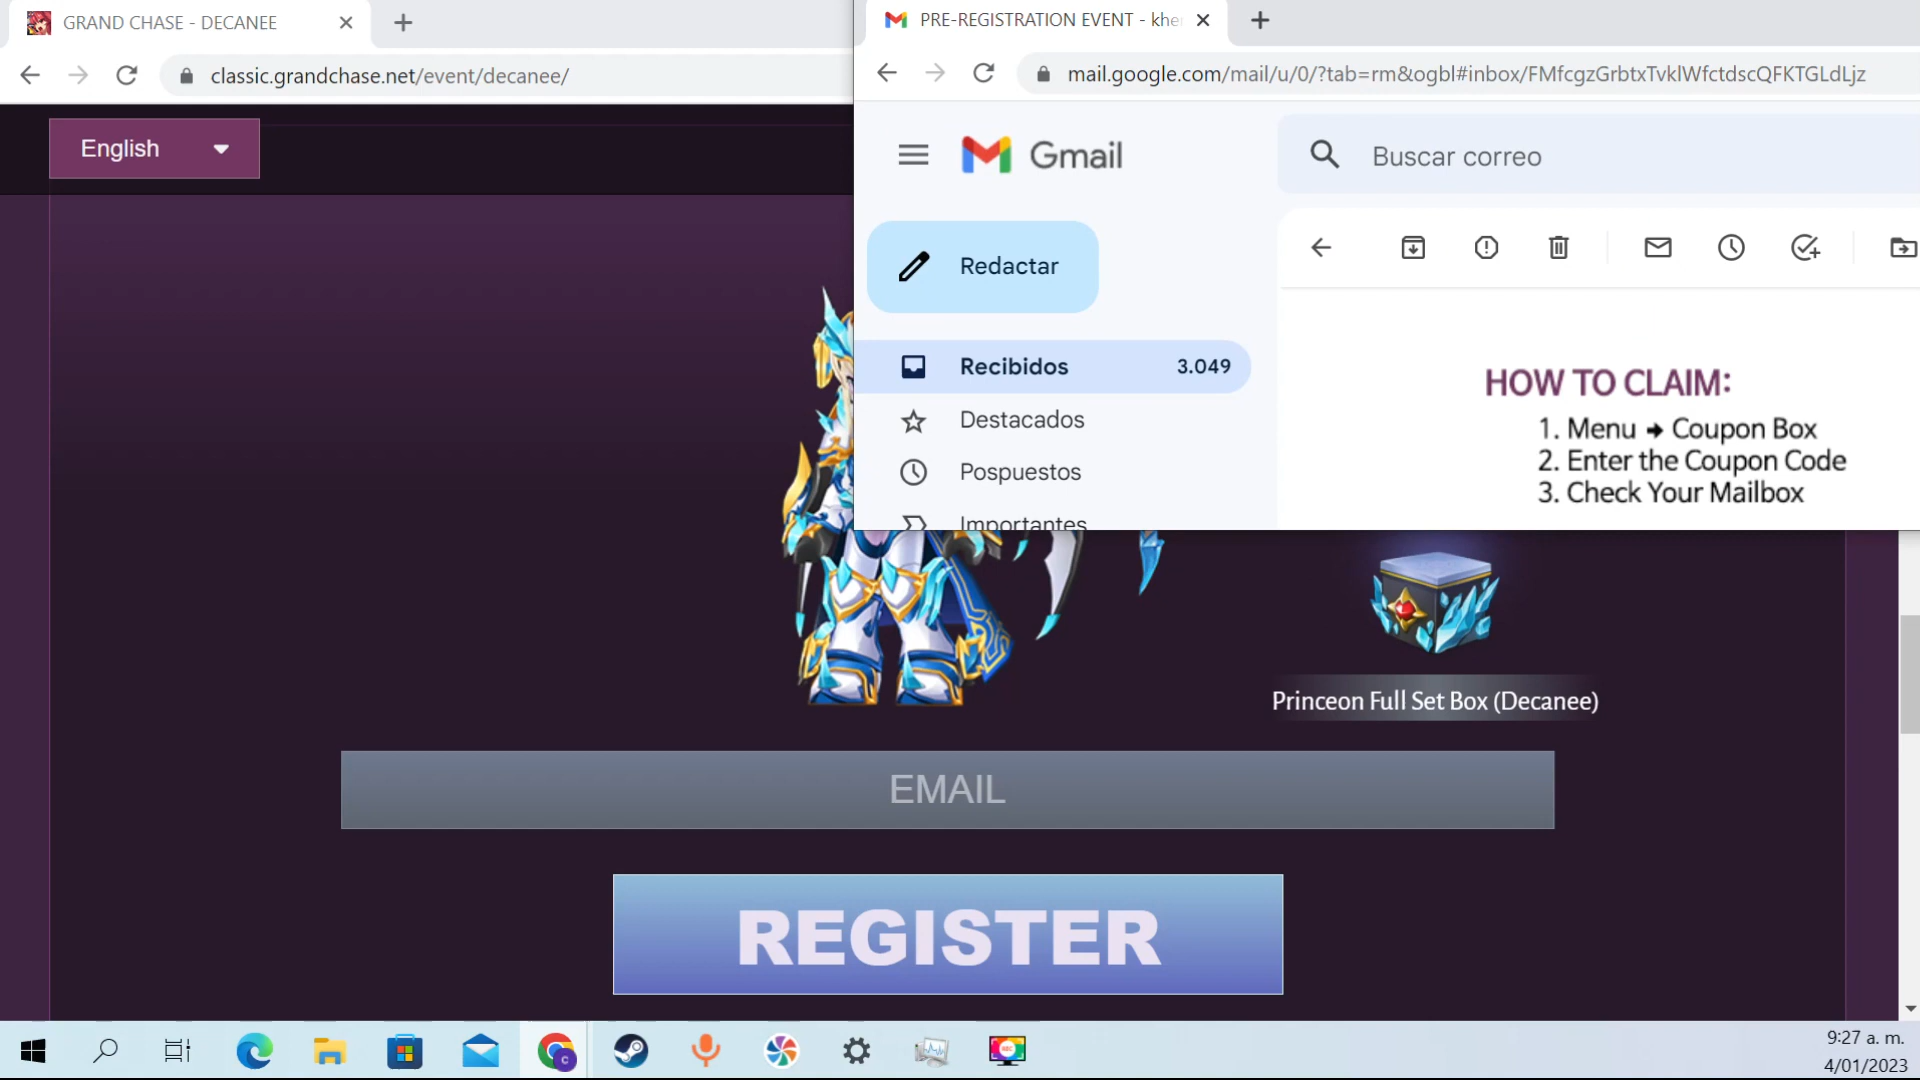 GRAND CHASE - DECANEE
classic.grandchase.net/event/decanee/
English
PRE-REGISTRATION EVENT - khe
mail.google.com/mail/u/0/?tab=rm&ogbl#inbox/FMfcgzGrbtxTvklWfctdscQFKTGLdLjz
Gmail
Buscar correo
Redactar
Recibidos 3.049
Destacados
Pospuestos
Importantes
HOW TO CLAIM:
1. Menu ➜ Coupon Box
2. Enter the Coupon Code
3. Check Your Mailbox
Princeon Full Set Box (Decanee)
EMAIL
REGISTER
9:27 a. m.
4/01/2023